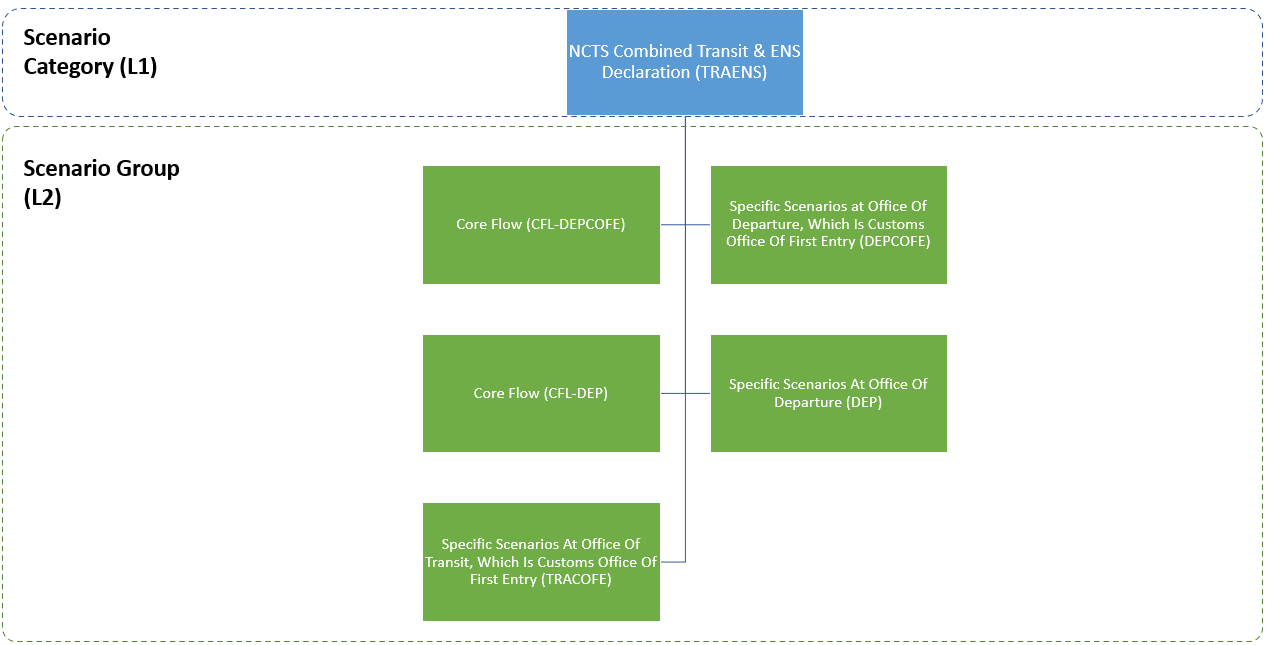 Scenario
Category (L1)
NCTS Combined Transit & ENS
Declaration (TRAENS)
Scenario Group
(L2)
Core Flow (CFL-DEPCOFE)
Specific Scenarios at Office Of
Departure, Which Is Customs
Office Of First Entry (DEPCOFE)
Core Flow (CFL-DEP)
Specific Scenarios At Office Of
Departure (DEP)
Specific Scenarios At Office Of
Transit, Which Is Customs Office Of
First Entry (TRACOFE)